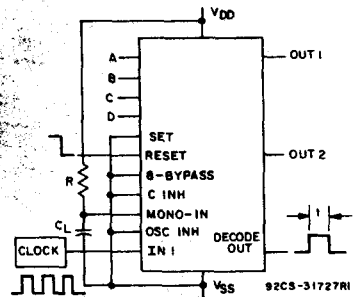 VDD
A
OUT 1
B
C
D
SET
RESET
OUT 2
8-BYPASS
R
C INH
MONO-IN
t
CL
OSC INH
DECODE
OUT
CLOCK
IN 1
VSS
92CS-31727RI